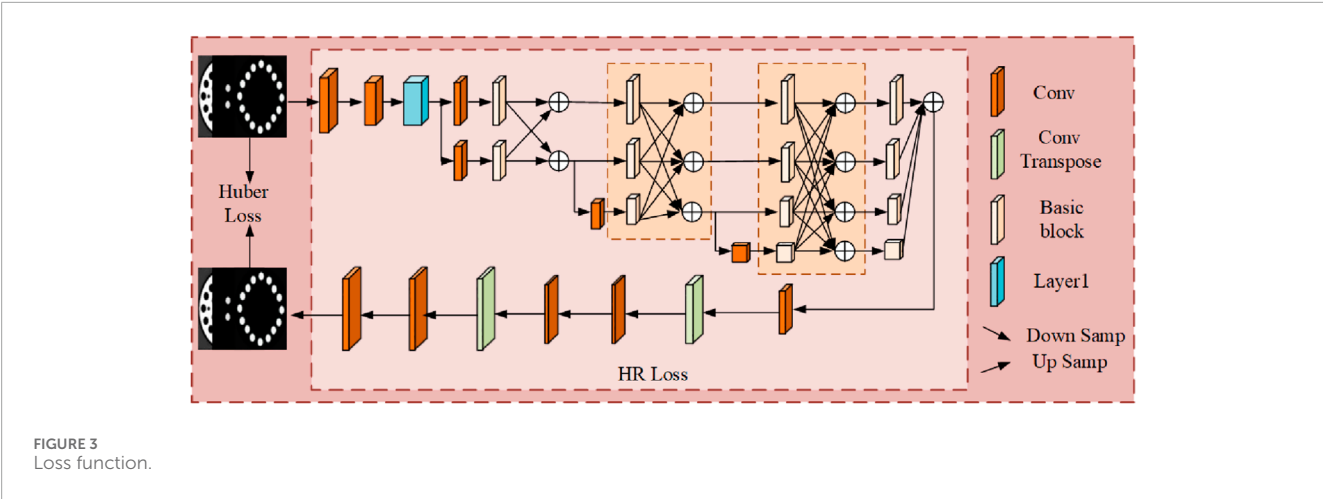 Huber
Loss
HR Loss
Conv
Conv
Transpose
Basic
block
Layer1
Down Samp
Up Samp
FIGURE 3
Loss function.